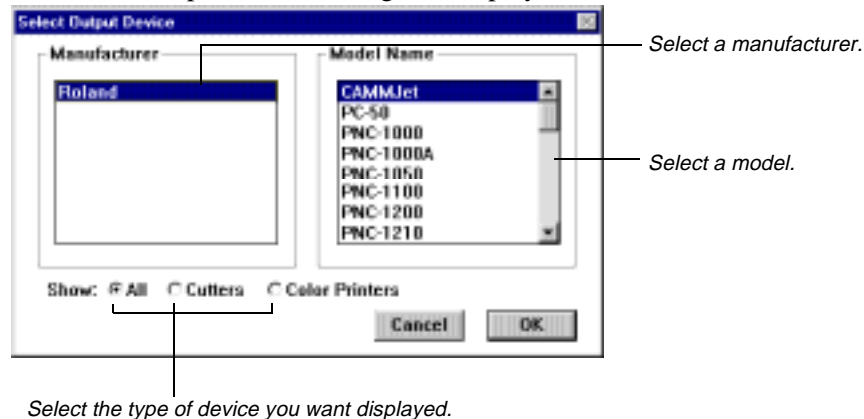 Select Output Device
Manufacturer
Model Name
Select a manufacturer.
Roland
CAMMJet
PC-50
PNC-1000
PNC-1000A
PNC-1050
PNC-1100
PNC-1200
PNC-1210
Select a model.
Show: All Cutters Color Printers
Cancel OK
Select the type of device you want displayed.